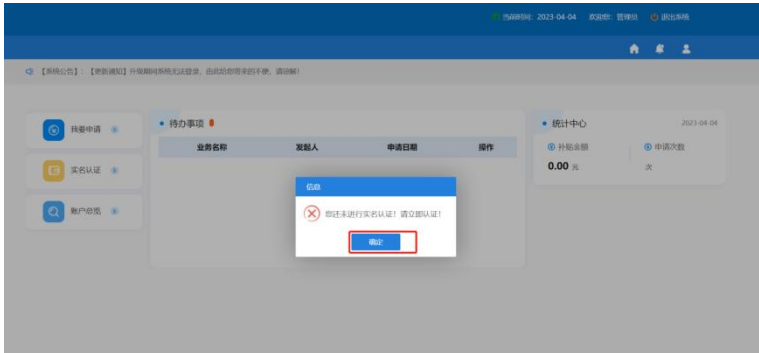 当前时间: 2023-04-04 欢迎您: 管理员 退出系统
【系统公告】：【更新通知】升级期间系统无法登录，由此给您带来的不便，请谅解！
我要申请
实名认证
账户总览
待办事项
业务名称 发起人 申请日期 操作
统计中心 2023-04-04
补贴金额 申请次数
0.00 元 次
信息
您还未进行实名认证！请立即认证！
确定